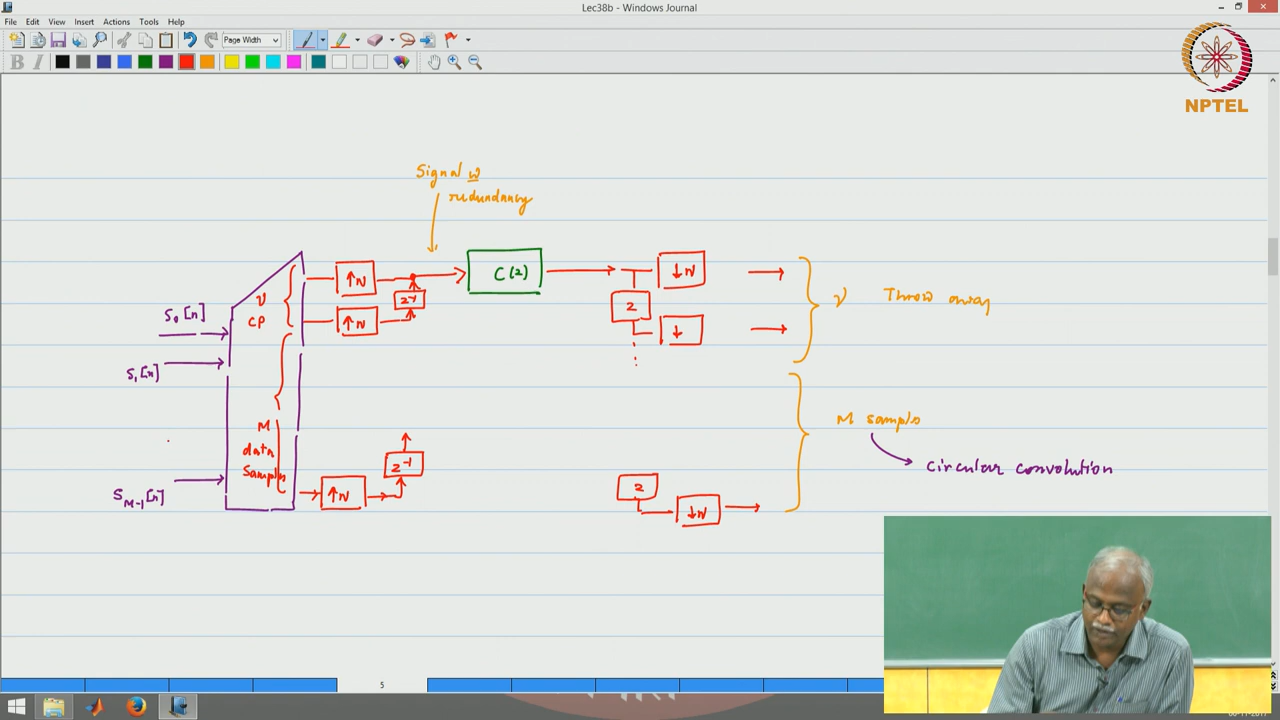 Lec38b - Windows Journal
File Edit View Insert Actions Tools Help
Page Width
B I
NPTEL
Signal w
redundancy
ν
CP
↑N
z⁻¹
↑N
C(z)
↓N
z
↓
ν Throw away
S₀[n]
S₁[n]
M
data
Samples
S_{M-1}[n]
↑N
z⁻¹
z
↓N
M samples
Circular convolution
5